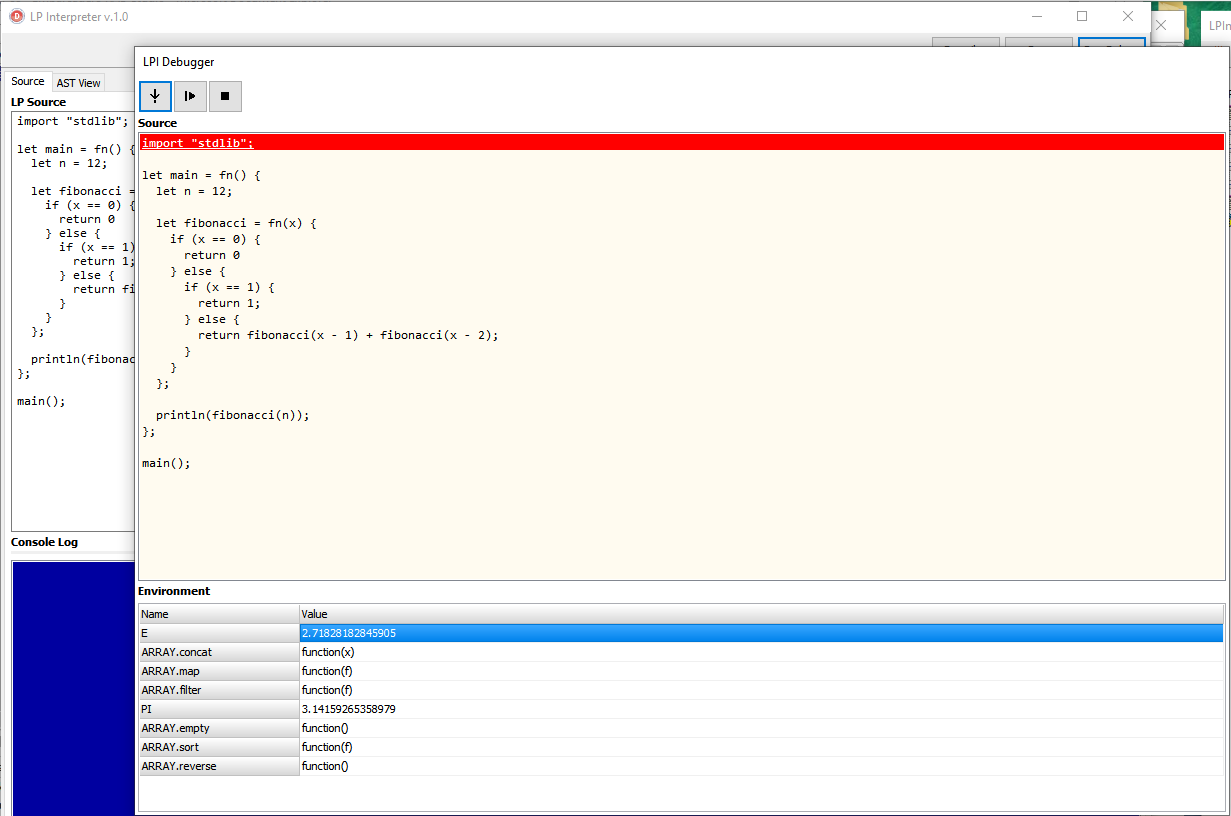 LP Interpreter v.1.0
LPIn
Source
AST View
LP Source
import "stdlib";
let main = fn() {
let n = 12;
let fibonacci =
if (x == 0) {
return 0
} else {
if (x == 1)
return 1;
} else {
return fi
}
}
};
println(fibonac
};
main();
Console Log
LPI Debugger
Source
import "stdlib";
let main = fn() {
let n = 12;
let fibonacci = fn(x) {
if (x == 0) {
return 0
} else {
if (x == 1) {
return 1;
} else {
return fibonacci(x - 1) + fibonacci(x - 2);
}
}
};
println(fibonacci(n));
};
main();
Environment
Name Value
E 2.71828182845905
ARRAY.concat function(x)
ARRAY.map function(f)
ARRAY.filter function(f)
PI 3.14159265358979
ARRAY.empty function()
ARRAY.sort function(f)
ARRAY.reverse function()